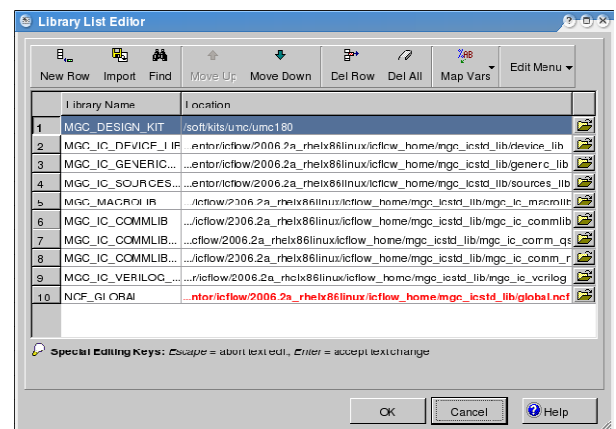 Library List Editor
New Row Import Find Move Up Move Down Del Row Del All Map Vars Edit Menu
Library Name Location
1 MGC_DESIGN_KIT /soft/kits/umc/umc180
2 MGC_IC_DEVICE_LIB ...entor/icflow/2006.2a_rhelx86linux/icflow_home/mgc_icstd_lib/device_lib
3 MGC_IC_GENERIC... ...entor/icflow/2006.2a_rhelx86linux/icflow_home/mgc_icstd_lib/generic_lib
4 MGC_IC_SOURCES... ...entor/icflow/2006.2a_rhelx86linux/icflow_home/mgc_icstd_lib/sources_lib
5 MGC_MACROLIB .../icflow/2006.2a_rhelx86linux/icflow_home/mgc_icstd_lib/mgc_ic_macrolib
6 MGC_IC_COMMLIB .../icflow/2006.2a_rhelx86linux/icflow_home/mgc_icstd_lib/mgc_ic_commlib
7 MGC_IC_COMMLIB... ...cflow/2006.2a_rhelx86linux/icflow_home/mgc_icstd_lib/mgc_ic_comm_qs
8 MGC_IC_COMMLIB... .../icflow/2006.2a_rhelx86linux/icflow_home/mgc_icstd_lib/mgc_ic_comm_r
9 MGC_IC_VERILOG_... ...r/icflow/2006.2a_rhelx86linux/icflow_home/mgc_icstd_lib/mgc_ic_verilog
10 NCF_GLOBAL ...ntor/icflow/2006.2a_rhelx86linux/icflow_home/mgc_icstd_lib/global.ncf
Special Editing Keys: Escape = abort text edit, Enter = accept text change
OK Cancel Help